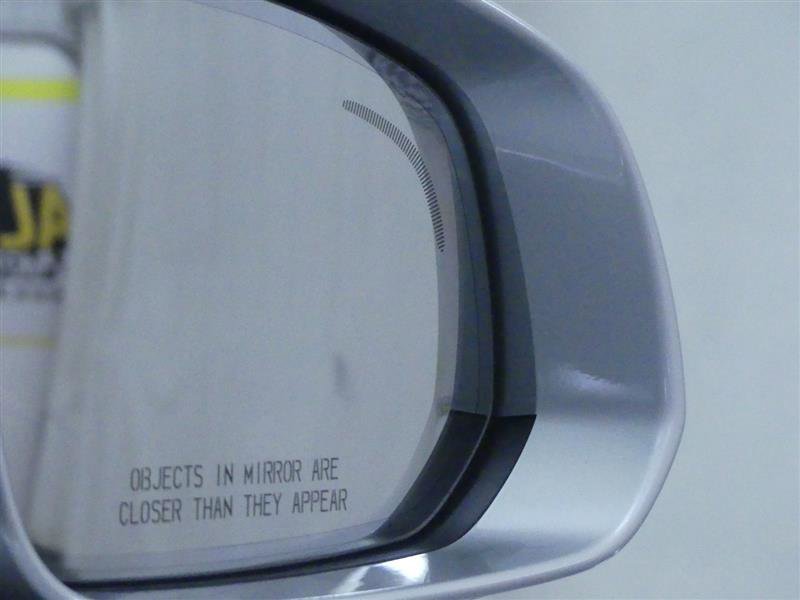 OBJECTS IN MIRROR ARE
CLOSER THAN THEY APPEAR